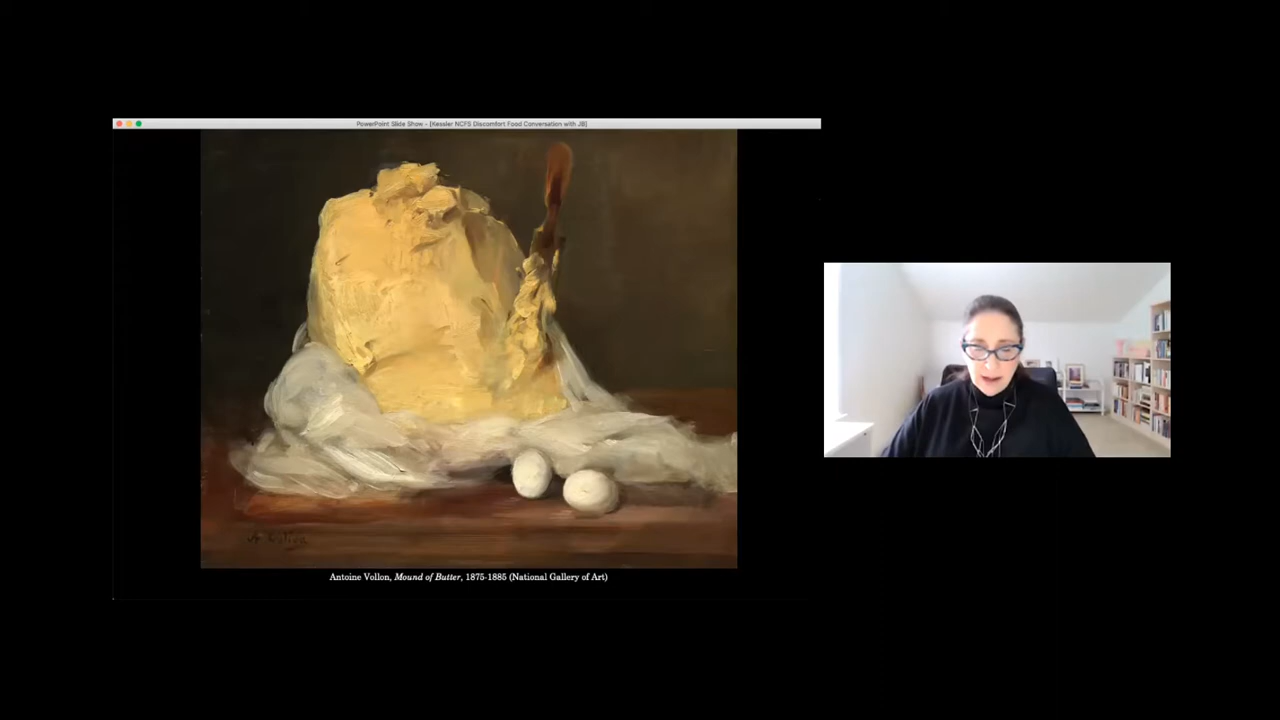 PowerPoint Slide Show - [Kessler NCFS Discomfort Food Conversation with JB]
Antoine Vollon, Mound of Butter, 1875-1885 (National Gallery of Art)